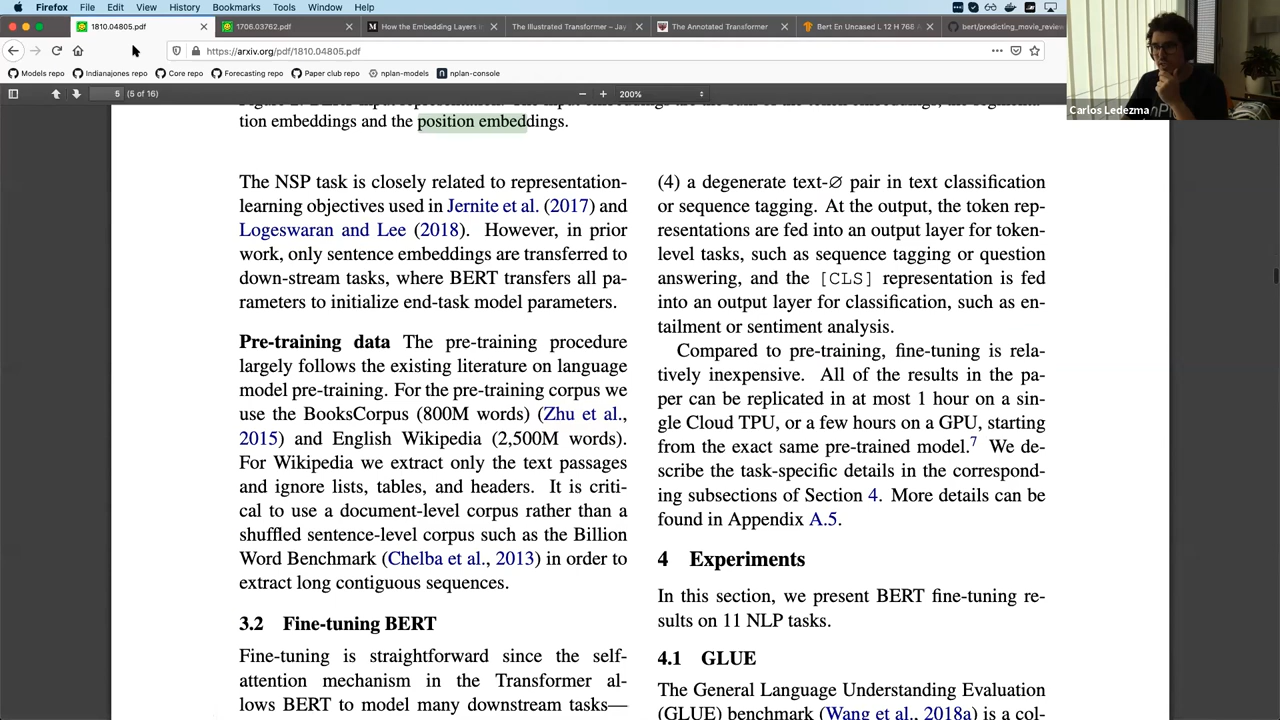 Firefox File Edit View History Bookmarks Tools Window Help
1810.04805.pdf
1706.03762.pdf
How the Embedding Layers i
The Illustrated Transformer – Jay
The Annotated Transformer
Bert En Uncased L 12 H 768 A
bert/predicting_movie_revie
https://arxiv.org/pdf/1810.04805.pdf
Models repo Indianajones repo Core repo Forecasting repo Paper club repo nplan-models nplan-console
5 (5 of 16) 200%
Carlos Ledezma
tion embeddings and the position embeddings.
The NSP task is closely related to representation-
learning objectives used in Jernite et al. (2017) and
Logeswaran and Lee (2018). However, in prior
work, only sentence embeddings are transferred to
down-stream tasks, where BERT transfers all pa-
rameters to initialize end-task model parameters.
Pre-training data The pre-training procedure
largely follows the existing literature on language
model pre-training. For the pre-training corpus we
use the BooksCorpus (800M words) (Zhu et al.,
2015) and English Wikipedia (2,500M words).
For Wikipedia we extract only the text passages
and ignore lists, tables, and headers. It is criti-
cal to use a document-level corpus rather than a
shuffled sentence-level corpus such as the Billion
Word Benchmark (Chelba et al., 2013) in order to
extract long contiguous sequences.
3.2 Fine-tuning BERT
Fine-tuning is straightforward since the self-
attention mechanism in the Transformer al-
lows BERT to model many downstream tasks—
(4) a degenerate text-∅ pair in text classification
or sequence tagging. At the output, the token rep-
resentations are fed into an output layer for token-
level tasks, such as sequence tagging or question
answering, and the [CLS] representation is fed
into an output layer for classification, such as en-
tailment or sentiment analysis.
Compared to pre-training, fine-tuning is rela-
tively inexpensive. All of the results in the pa-
per can be replicated in at most 1 hour on a sin-
gle Cloud TPU, or a few hours on a GPU, starting
from the exact same pre-trained model.7 We de-
scribe the task-specific details in the correspond-
ing subsections of Section 4. More details can be
found in Appendix A.5.
4 Experiments
In this section, we present BERT fine-tuning re-
sults on 11 NLP tasks.
4.1 GLUE
The General Language Understanding Evaluation
(GLUE) benchmark (Wang et al., 2018a) is a col-